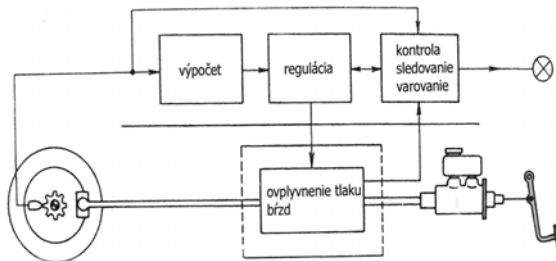 výpočet
regulácia
kontrola
sledovanie
varovanie
ovplyvnenie tlaku
bŕzd